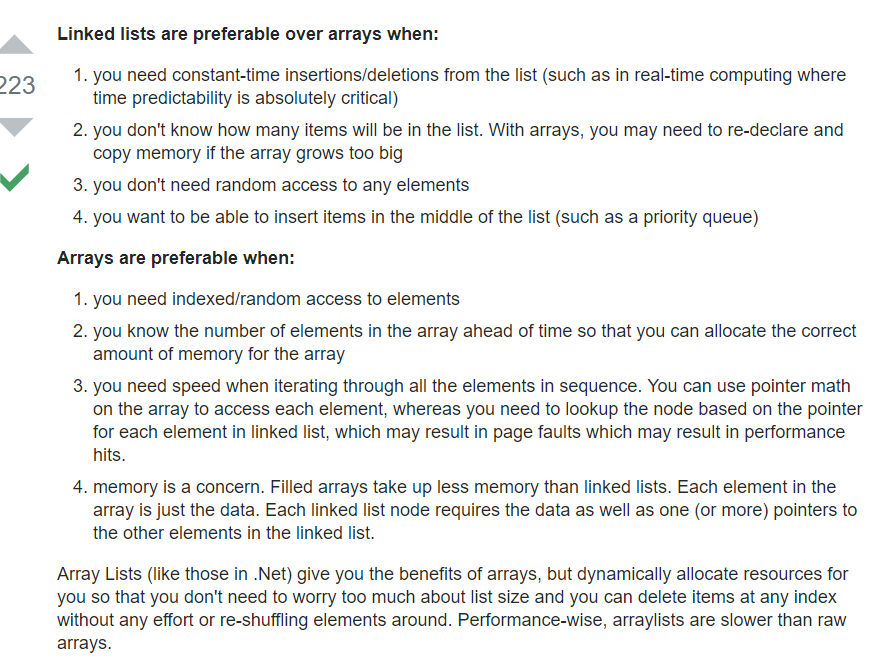 Linked lists are preferable over arrays when:
223
1. you need constant-time insertions/deletions from the list (such as in real-time computing where
time predictability is absolutely critical)
2. you don't know how many items will be in the list. With arrays, you may need to re-declare and
copy memory if the array grows too big
3. you don't need random access to any elements
4. you want to be able to insert items in the middle of the list (such as a priority queue)
Arrays are preferable when:
1. you need indexed/random access to elements
2. you know the number of elements in the array ahead of time so that you can allocate the correct
amount of memory for the array
3. you need speed when iterating through all the elements in sequence. You can use pointer math
on the array to access each element, whereas you need to lookup the node based on the pointer
for each element in linked list, which may result in page faults which may result in performance
hits.
4. memory is a concern. Filled arrays take up less memory than linked lists. Each element in the
array is just the data. Each linked list node requires the data as well as one (or more) pointers to
the other elements in the linked list.
Array Lists (like those in .Net) give you the benefits of arrays, but dynamically allocate resources for
you so that you don't need to worry too much about list size and you can delete items at any index
without any effort or re-shuffling elements around. Performance-wise, arraylists are slower than raw
arrays.